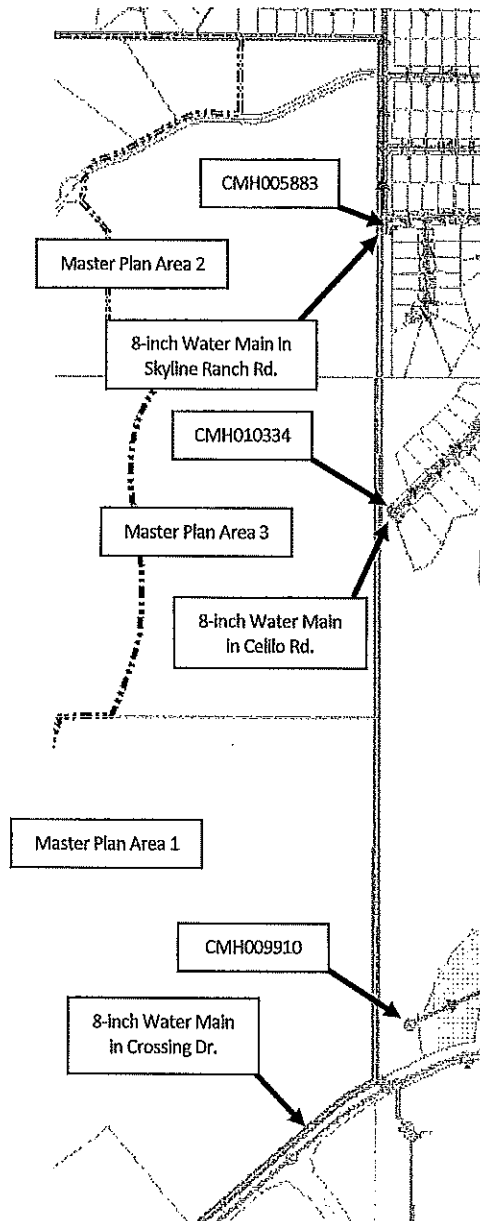 CMH005883
Master Plan Area 2
8-inch Water Main in
Skyline Ranch Rd.
CMH010334
Master Plan Area 3
8-inch Water Main
in Celilo Rd.
Master Plan Area 1
CMH009910
8-inch Water Main
in Crossing Dr.